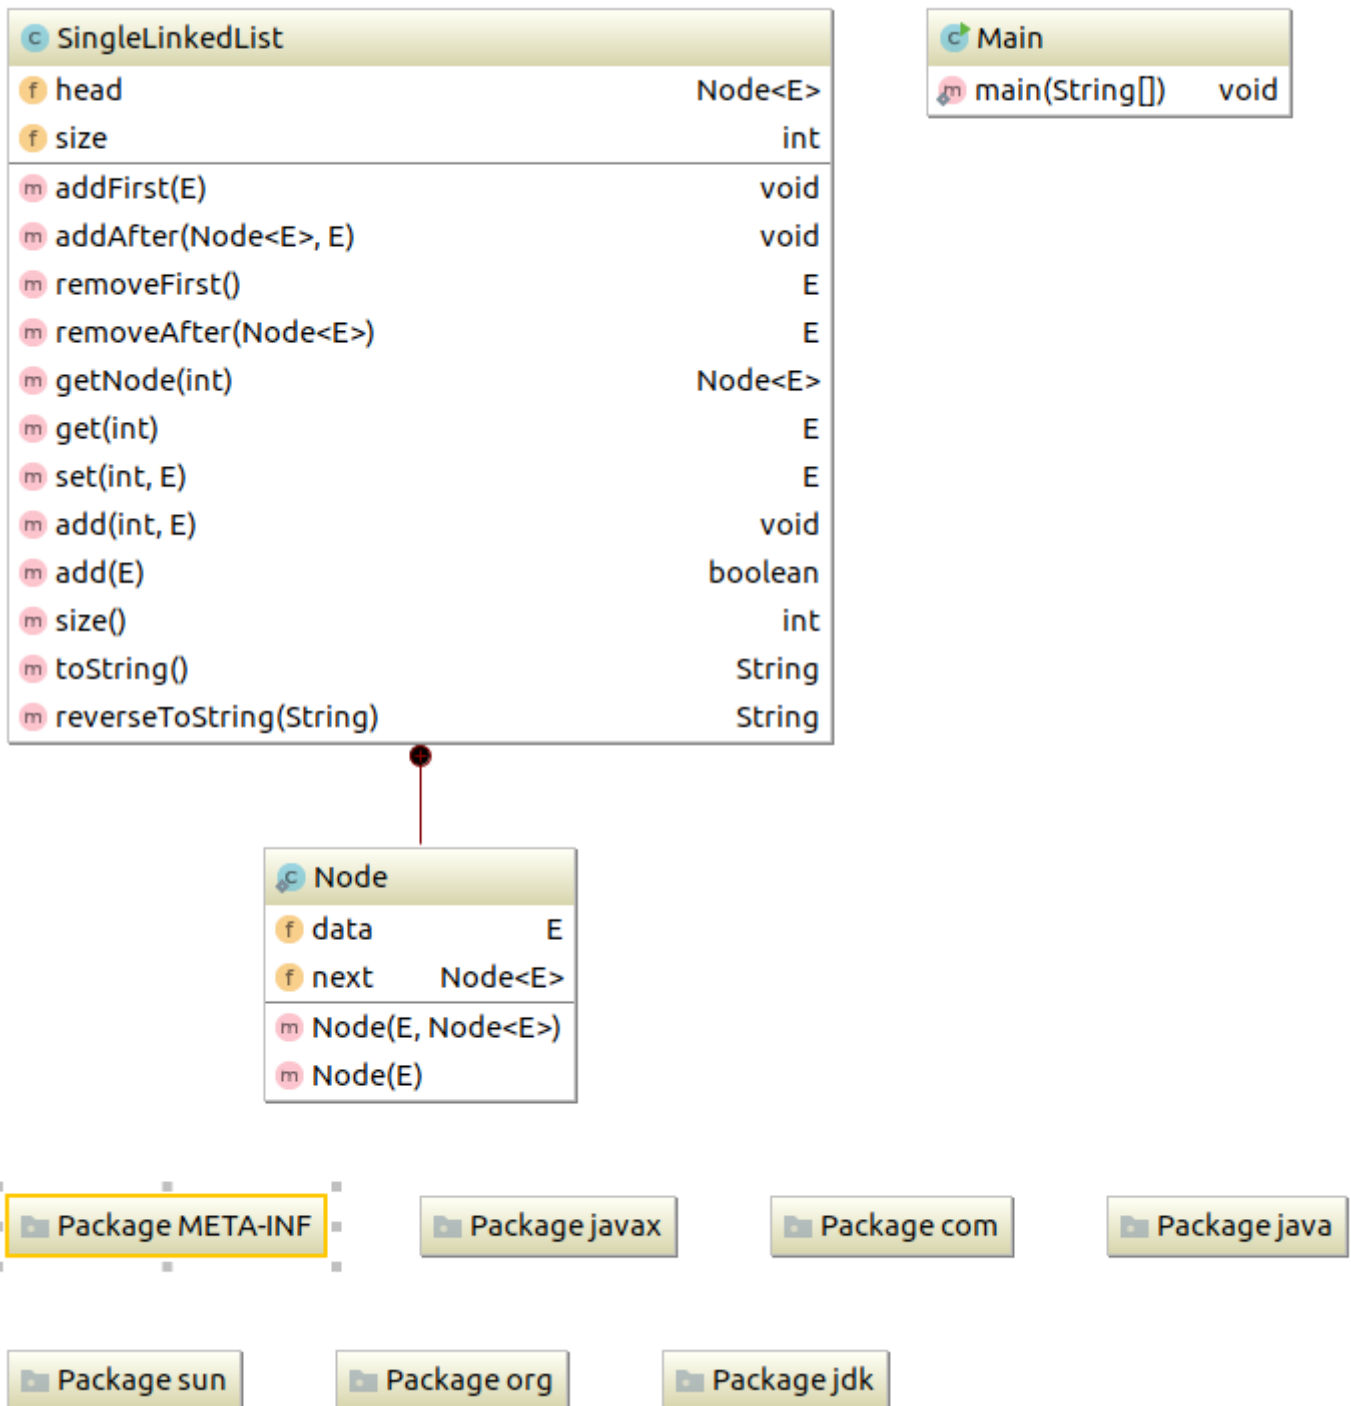 SingleLinkedList
head Node<E>
size int
addFirst(E) void
addAfter(Node<E>, E) void
removeFirst() E
removeAfter(Node<E>) E
getNode(int) Node<E>
get(int) E
set(int, E) E
add(int, E) void
add(E) boolean
size() int
toString() String
reverseToString(String) String
Main
main(String[]) void
Node
data E
next Node<E>
Node(E, Node<E>)
Node(E)
Package META-INF
Package javax
Package com
Package java
Package sun
Package org
Package jdk